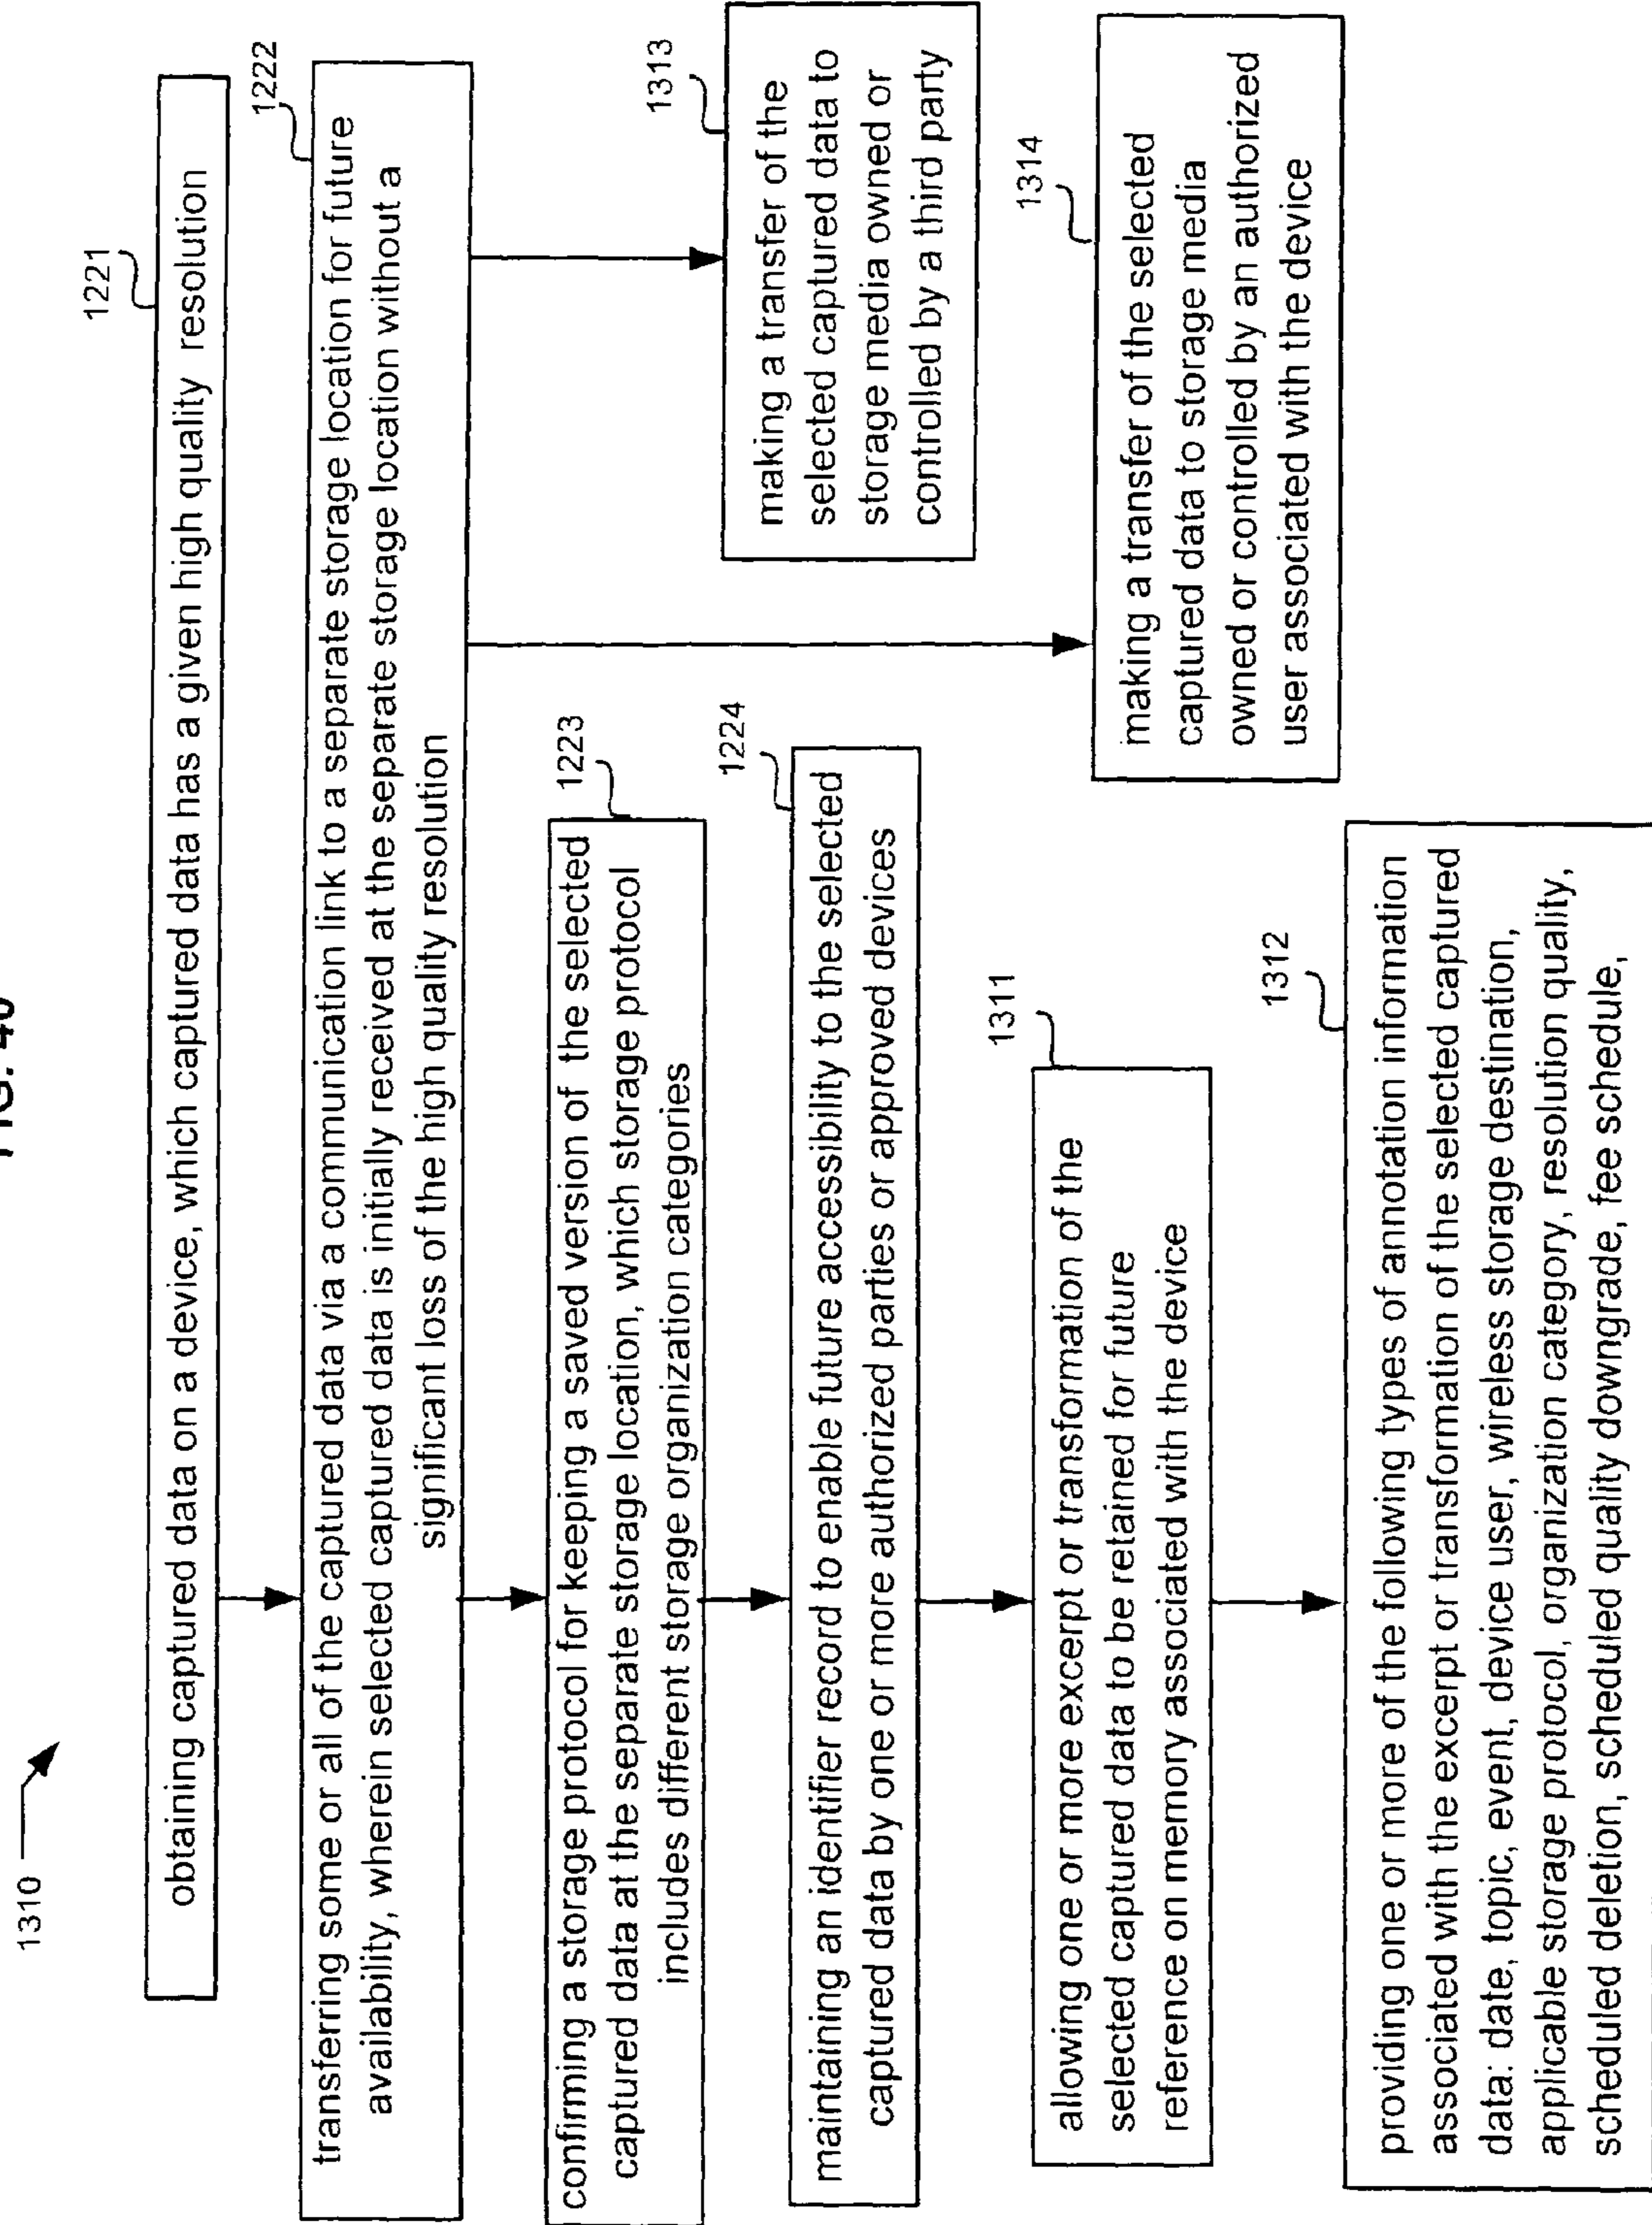 1310
1221
obtaining captured data on a device, which captured data has a given high quality resolution
1222
transferring some or all of the captured data via a communication link to a separate storage location for future
availability, wherein selected captured data is initially received at the separate storage location without a
significant loss of the high quality resolution
1223
confirming a storage protocol for keeping a saved version of the selected
captured data at the separate storage location, which storage protocol
includes different storage organization categories
1224
maintaining an identifier record to enable future accessibility to the selected
captured data by one or more authorized parties or approved devices
1311
allowing one or more excerpt or transformation of the
selected captured data to be retained for future
reference on memory associated with the device
1312
providing one or more of the following types of annotation information
associated with the excerpt or transformation of the selected captured
data: date, topic, event, device user, wireless storage destination,
applicable storage protocol, organization category, resolution quality,
scheduled deletion, scheduled quality downgrade, fee schedule,
1313
making a transfer of the
selected captured data to
storage media owned or
controlled by a third party
1314
making a transfer of the selected
captured data to storage media
owned or controlled by an authorized
user associated with the device